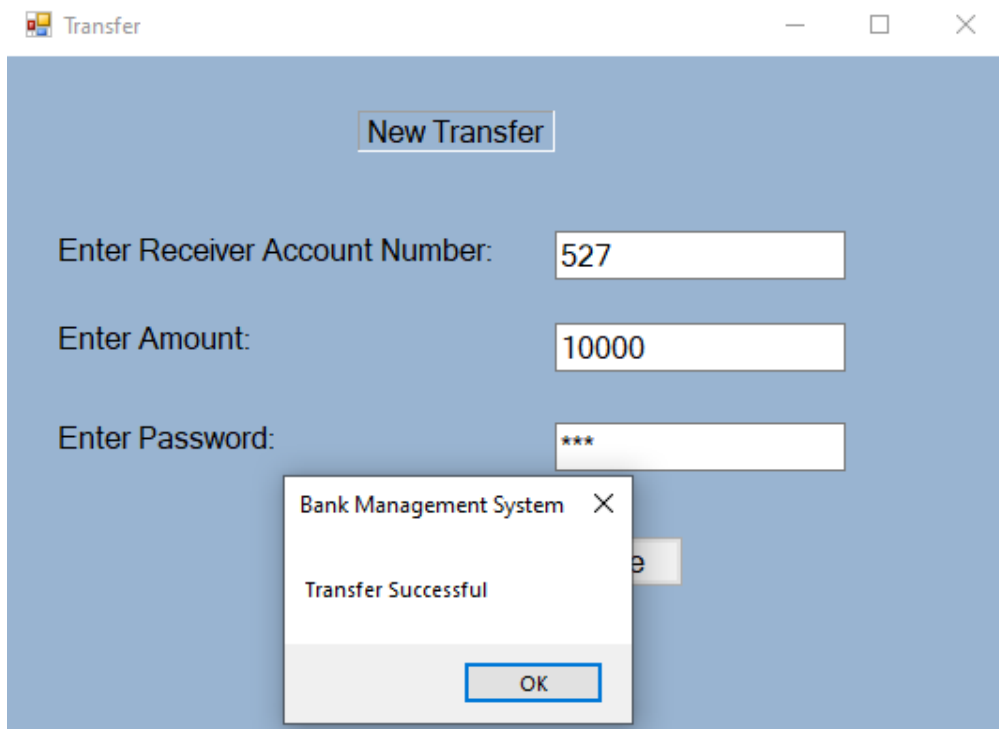 Transfer
New Transfer
Enter Receiver Account Number: 527
Enter Amount: 10000
Enter Password: ***
Bank Management System
Transfer Successful
OK